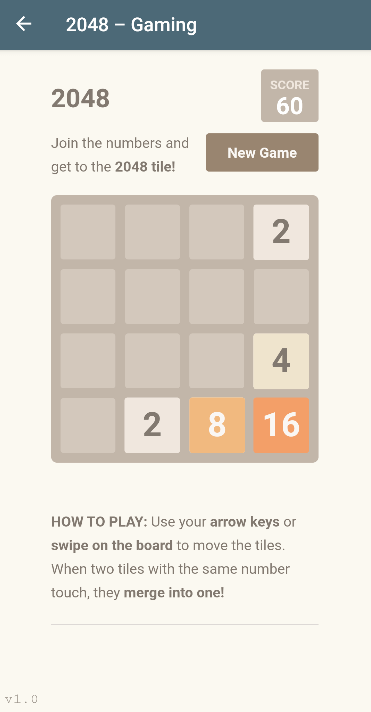 2048 – Gaming
2048
SCORE
60
Join the numbers and
get to the 2048 tile!
New Game
2
4
2 8 16
HOW TO PLAY: Use your arrow keys or
swipe on the board to move the tiles.
When two tiles with the same number
touch, they merge into one!
v1.0